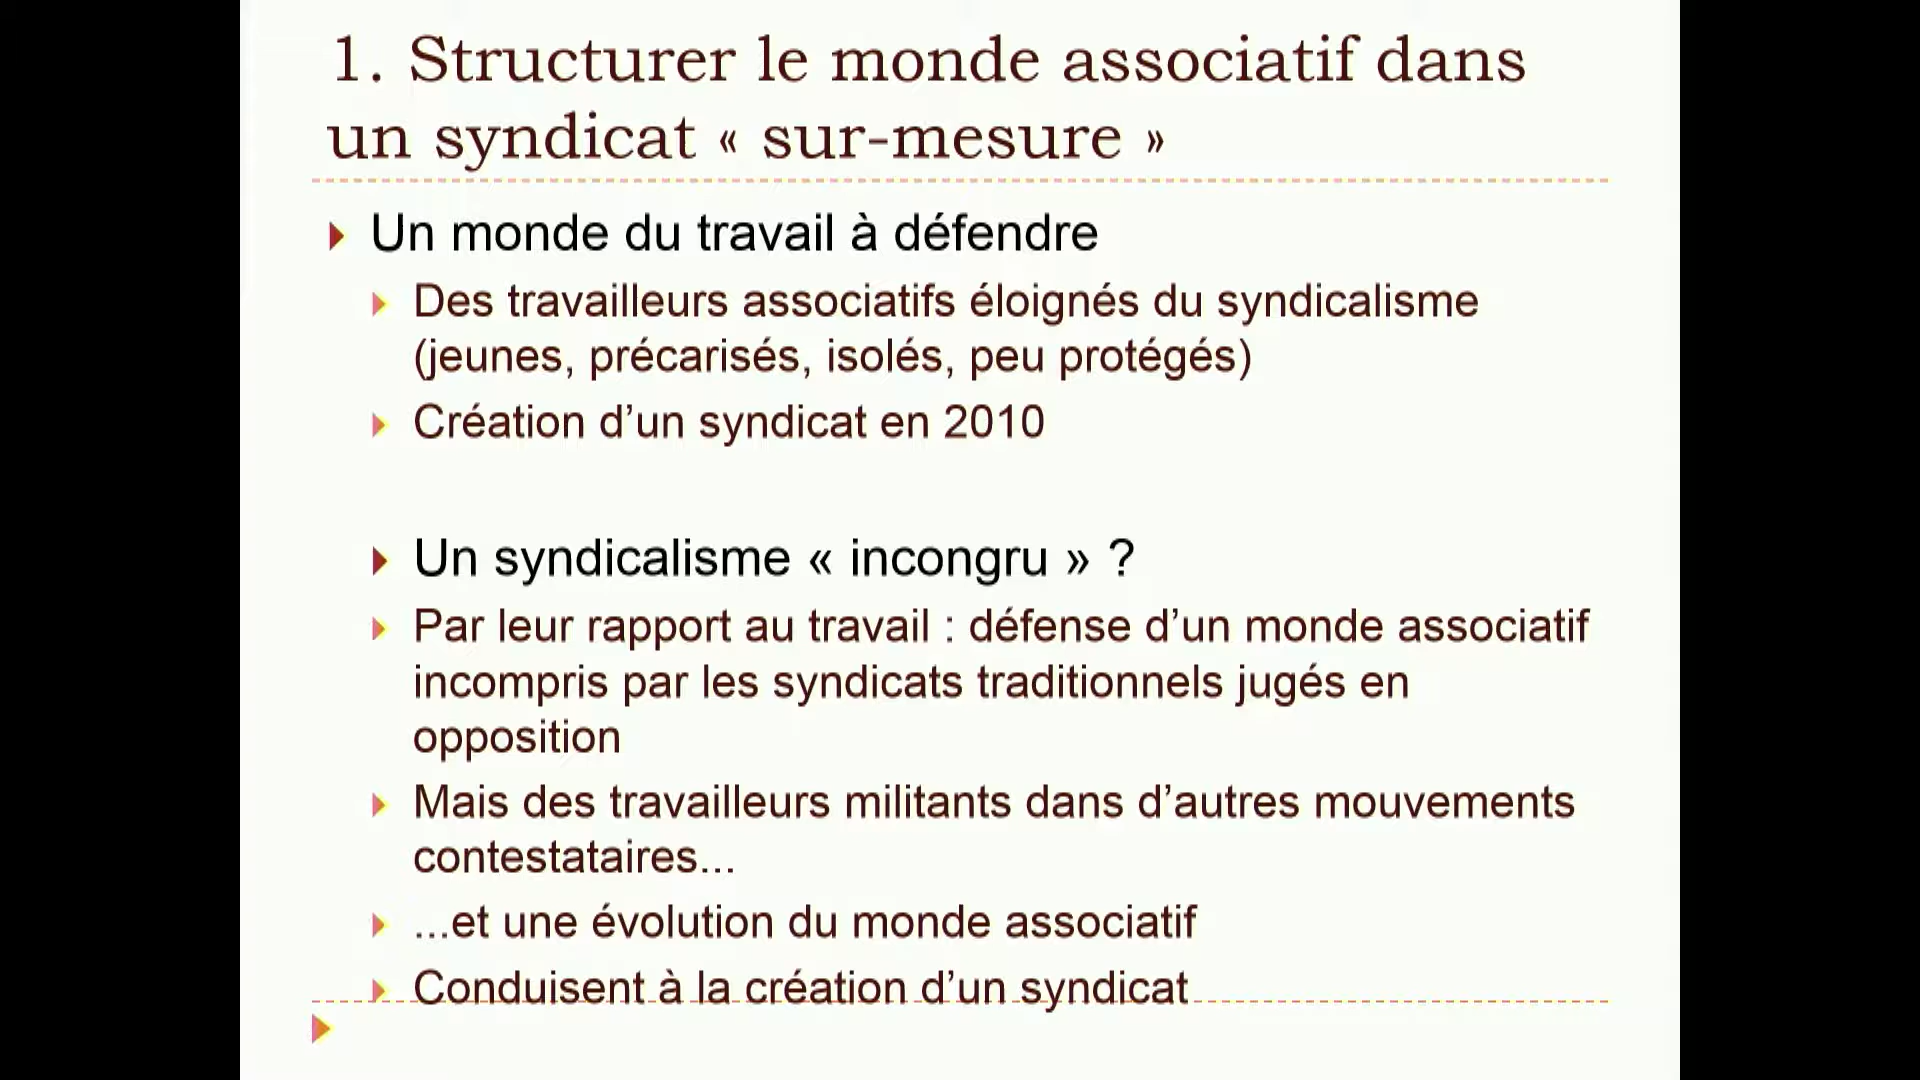 1. Structurer le monde associatif dans
un syndicat « sur-mesure »
Un monde du travail à défendre
Des travailleurs associatifs éloignés du syndicalisme
(jeunes, précarisés, isolés, peu protégés)
Création d’un syndicat en 2010
Un syndicalisme « incongru » ?
Par leur rapport au travail : défense d’un monde associatif
incompris par les syndicats traditionnels jugés en
opposition
Mais des travailleurs militants dans d’autres mouvements
contestataires...
...et une évolution du monde associatif
Conduisent à la création d’un syndicat